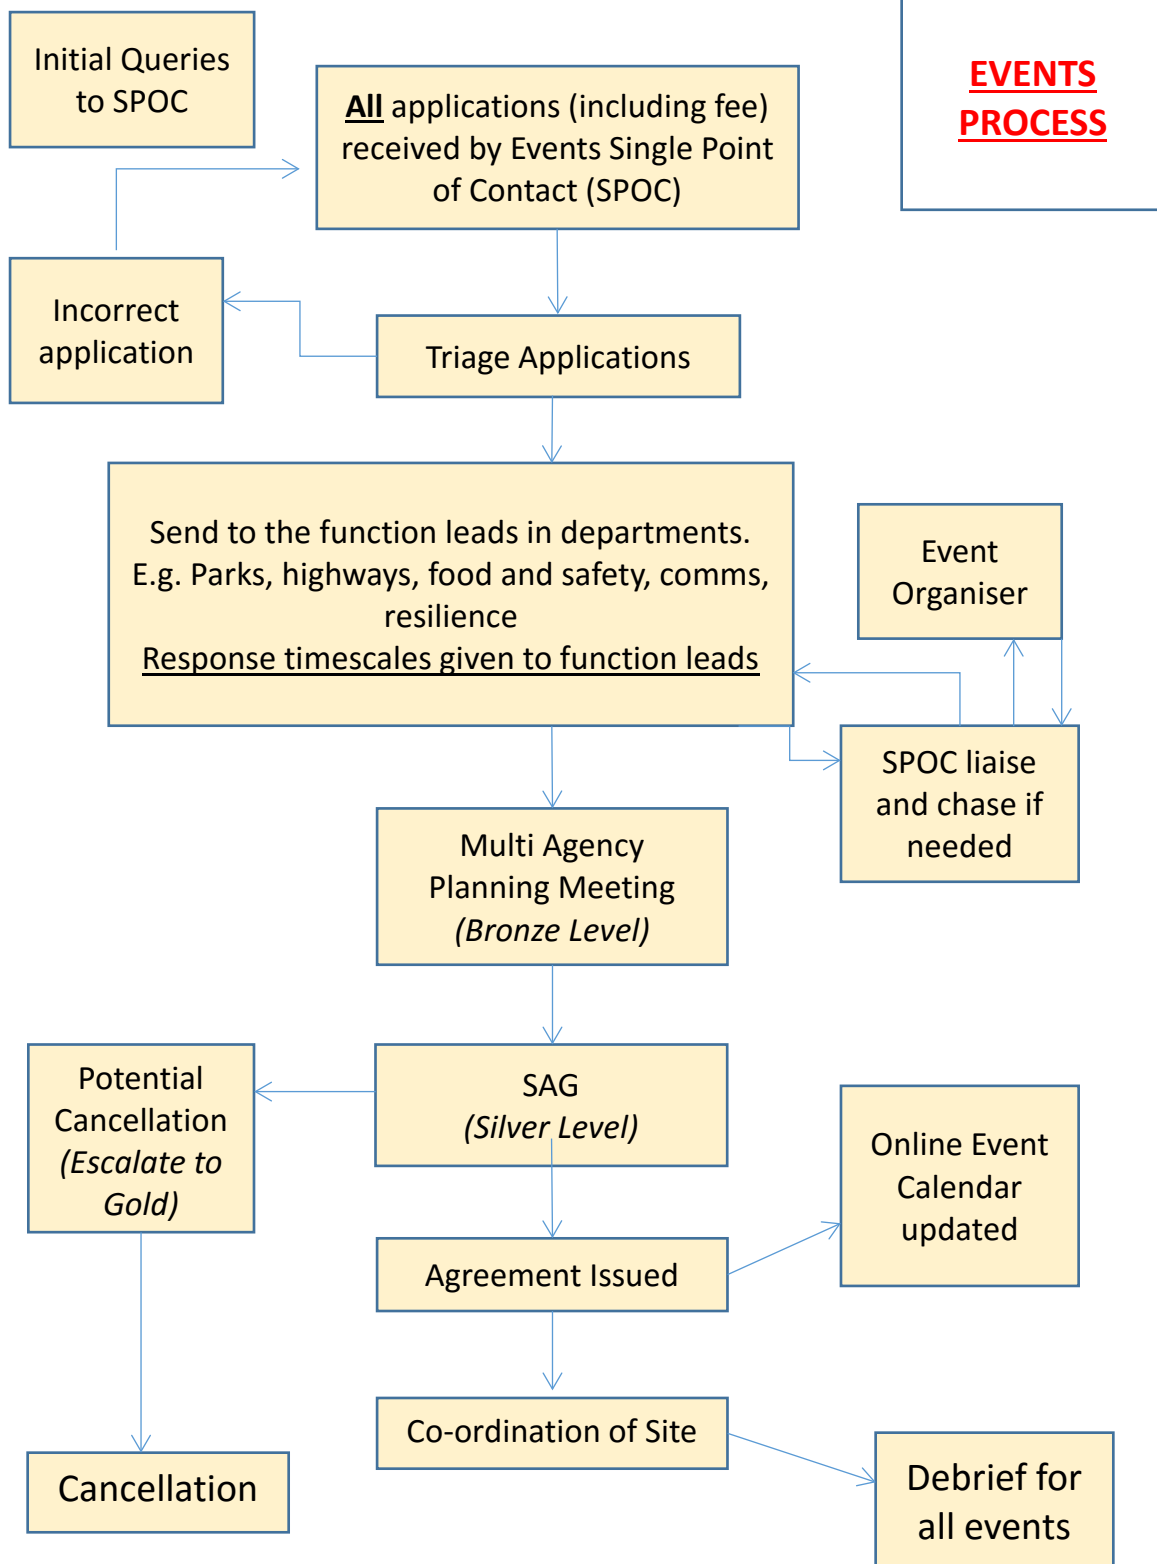 Initial Queries
to SPOC
All applications (including fee)
received by Events Single Point
of Contact (SPOC)
EVENTS
PROCESS
Incorrect
application
Triage Applications
Send to the function leads in departments.
E.g. Parks, highways, food and safety, comms,
resilience
Response timescales given to function leads
Event
Organiser
SPOC liaise
and chase if
needed
Multi Agency
Planning Meeting
(Bronze Level)
Potential
Cancellation
(Escalate to
Gold)
SAG
(Silver Level)
Online Event
Calendar
updated
Agreement Issued
Co-ordination of Site
Cancellation
Debrief for
all events